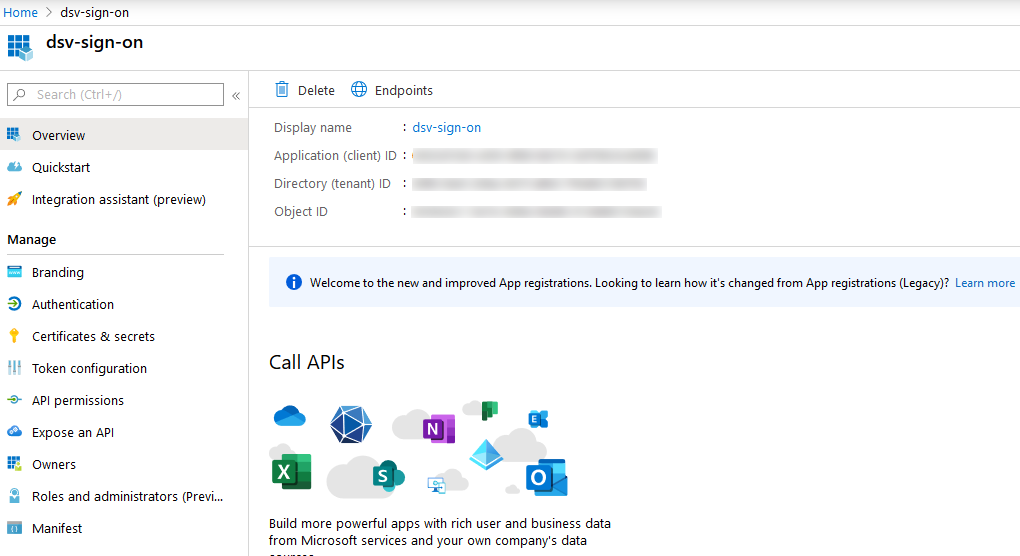 Home > dsv-sign-on
dsv-sign-on
Search (Ctrl+/)
«
Overview
Quickstart
Integration assistant (preview)
Manage
Branding
Authentication
Certificates & secrets
Token configuration
API permissions
Expose an API
Owners
Roles and administrators (Previ...
Manifest
Delete Endpoints
Display name : dsv-sign-on
Application (client) ID :
Directory (tenant) ID :
Object ID :
Welcome to the new and improved App registrations. Looking to learn how it's changed from App registrations (Legacy)? Learn more
Call APIs
N
E
X
S
O
Build more powerful apps with rich user and business data
from Microsoft services and your own company's data